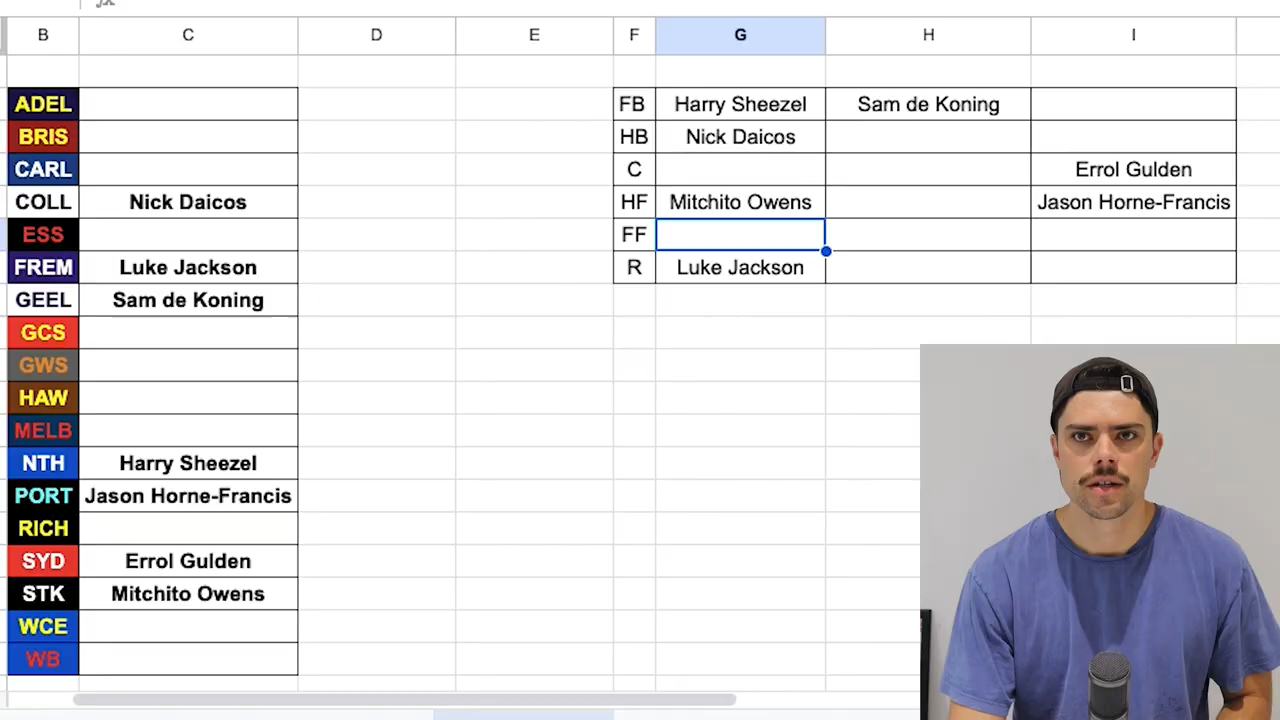 B C D E F G H I
ADEL
BRIS
CARL
COLL Nick Daicos
ESS
FREM Luke Jackson
GEEL Sam de Koning
GCS
GWS
HAW
MELB
NTH Harry Sheezel
PORT Jason Horne-Francis
RICH
SYD Errol Gulden
STK Mitchito Owens
WCE
WB
FB Harry Sheezel Sam de Koning
HB Nick Daicos
C Errol Gulden
HF Mitchito Owens Jason Horne-Francis
FF
R Luke Jackson